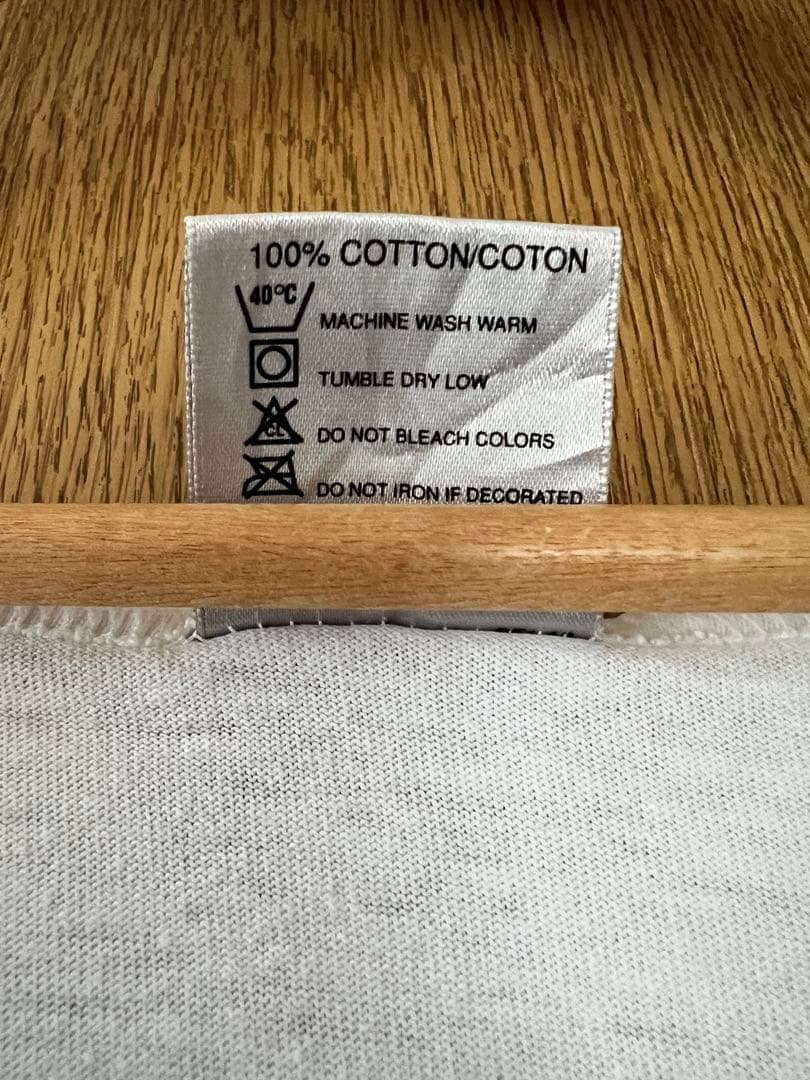 100% COTTON/COTON
40°C MACHINE WASH WARM
TUMBLE DRY LOW
CL DO NOT BLEACH COLORS
DO NOT IRON IF DECORATED